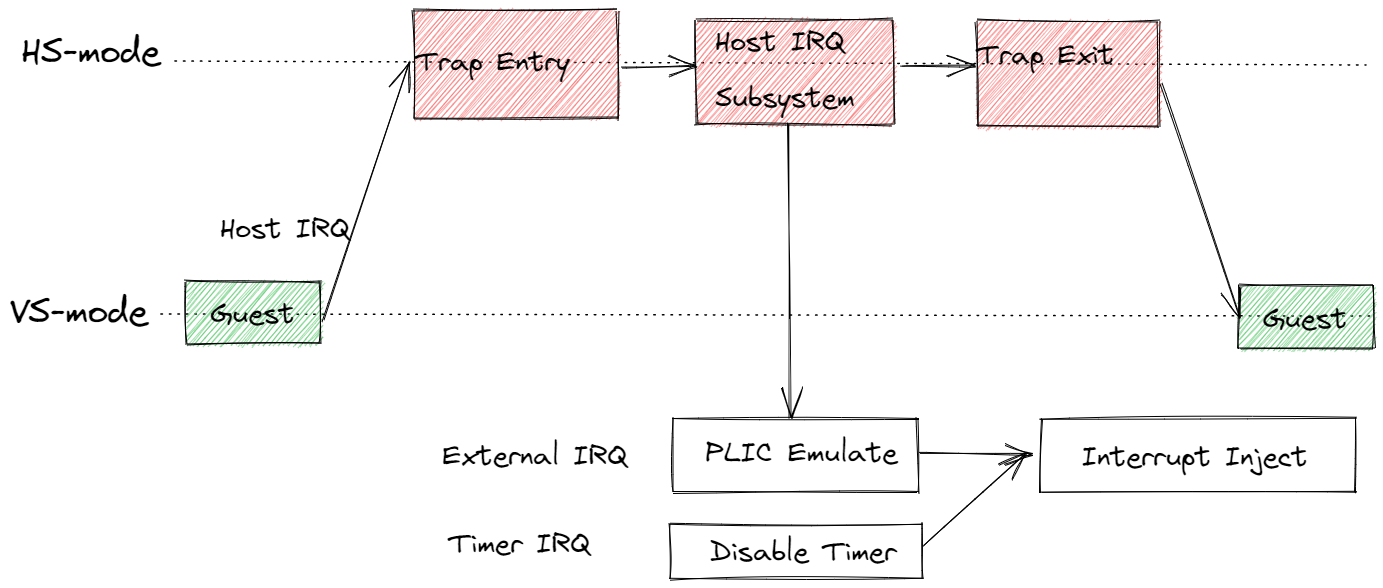 HS-mode
Trap Entry
Host IRQ
Subsystem
Trap Exit
Host IRQ
VS-mode
Guest
Guest
External IRQ
PLIC Emulate
Interrupt Inject
Timer IRQ
Disable Timer